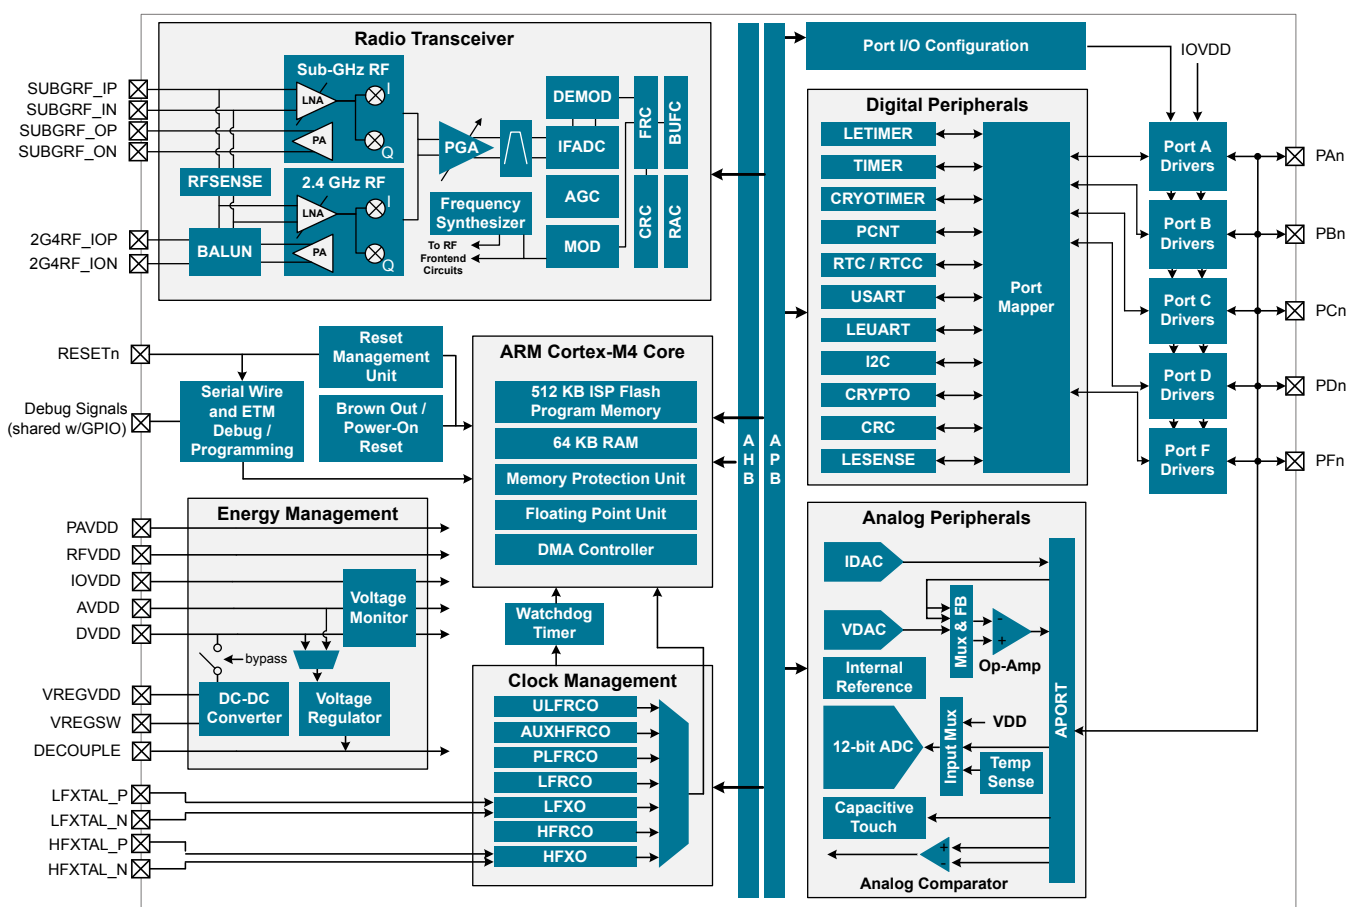 Radio Transceiver
SUBGRF_IP
SUBGRF_IN
SUBGRF_OP
SUBGRF_ON
2G4RF_IOP
2G4RF_ION
Sub-GHz RF
LNA
I
PA
Q
RFSENSE
2.4 GHz RF
LNA
I
PA
Q
BALUN
PGA
Frequency
Synthesizer
To RF
Frontend
Circuits
DEMOD
IFADC
AGC
MOD
FRC
BUFC
CRC
RAC
RESETn
Debug Signals
(shared w/GPIO)
Reset
Management
Unit
Serial Wire
and ETM
Debug /
Programming
Brown Out /
Power-On
Reset
ARM Cortex-M4 Core
512 KB ISP Flash
Program Memory
64 KB RAM
Memory Protection Unit
Floating Point Unit
DMA Controller
Watchdog
Timer
Energy Management
PAVDD
RFVDD
IOVDD
AVDD
DVDD
VREGVDD
VREGSW
DECOUPLE
Voltage
Monitor
bypass
DC-DC
Converter
Voltage
Regulator
Clock Management
ULFRCO
AUXHFRCO
PLFRCO
LFRCO
LFXO
HFRCO
HFXO
LFXTAL_P
LFXTAL_N
HFXTAL_P
HFXTAL_N
A
H
B
A
P
B
Port I/O Configuration
IOVDD
Digital Peripherals
LETIMER
TIMER
CRYOTIMER
PCNT
RTC / RTCC
USART
LEUART
I2C
CRYPTO
CRC
LESENSE
Port
Mapper
Port A
Drivers
Port B
Drivers
Port C
Drivers
Port D
Drivers
Port F
Drivers
PAn
PBn
PCn
PDn
PFn
Analog Peripherals
IDAC
VDAC
Mux & FB
-
+
Op-Amp
Internal
Reference
12-bit ADC
Input Mux
VDD
Temp
Sense
Capacitive
Touch
+
-
Analog Comparator
APORT